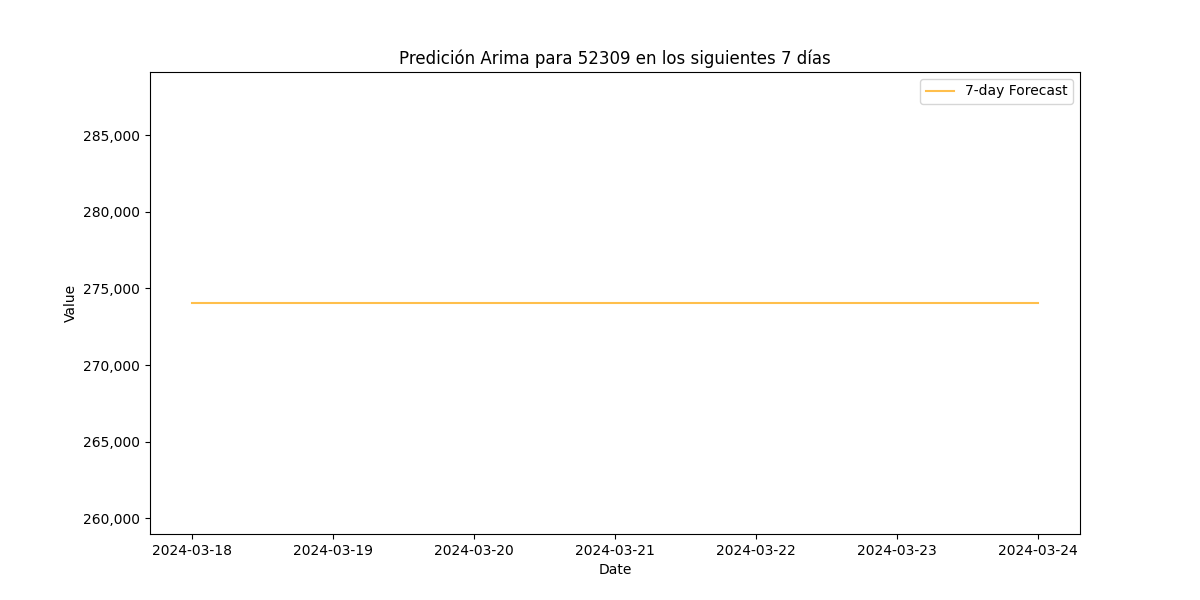 Predición Arima para 52309 en los siguientes 7 días
7-day Forecast
285,000
280,000
275,000
270,000
265,000
260,000
Value
2024-03-18 2024-03-19 2024-03-20 2024-03-21 2024-03-22 2024-03-23 2024-03-24
Date